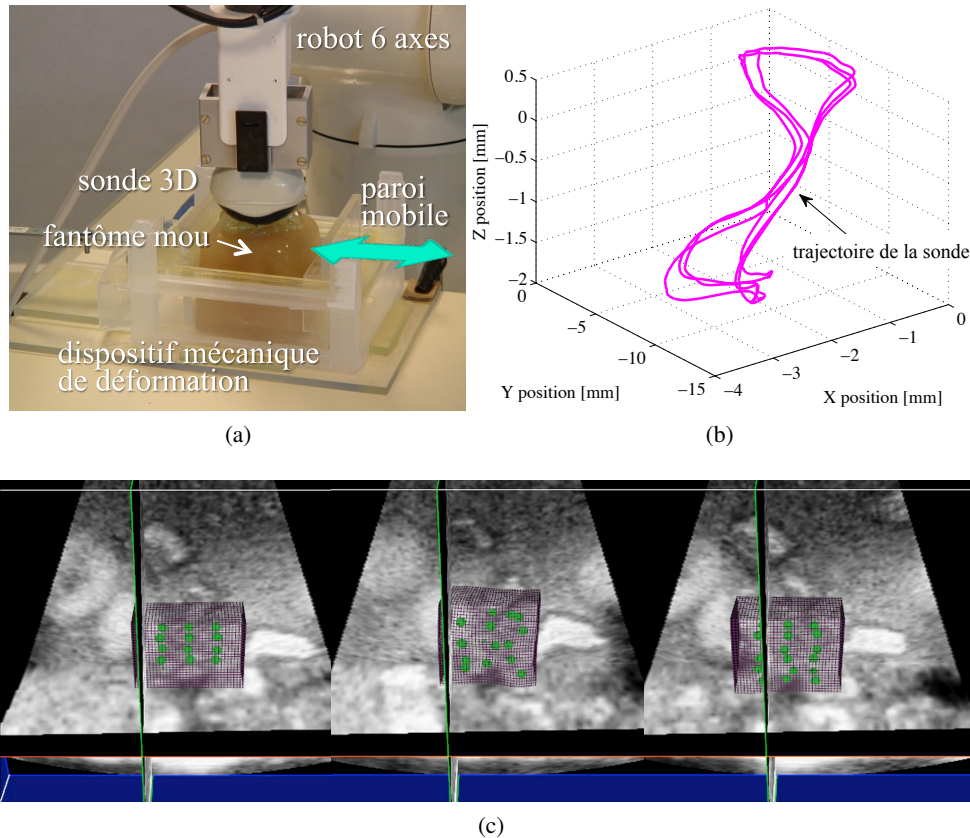 robot 6 axes
sonde 3D
paroi
mobile
fantôme mou
dispositif mécanique
de déformation
(a)
0.5
0
−0.5
−1
−1.5
−2
Z position [mm]
0
−5
−10
−15
Y position [mm]
−4
−3
−2
−1
0
X position [mm]
trajectoire de la sonde
(b)
(c)